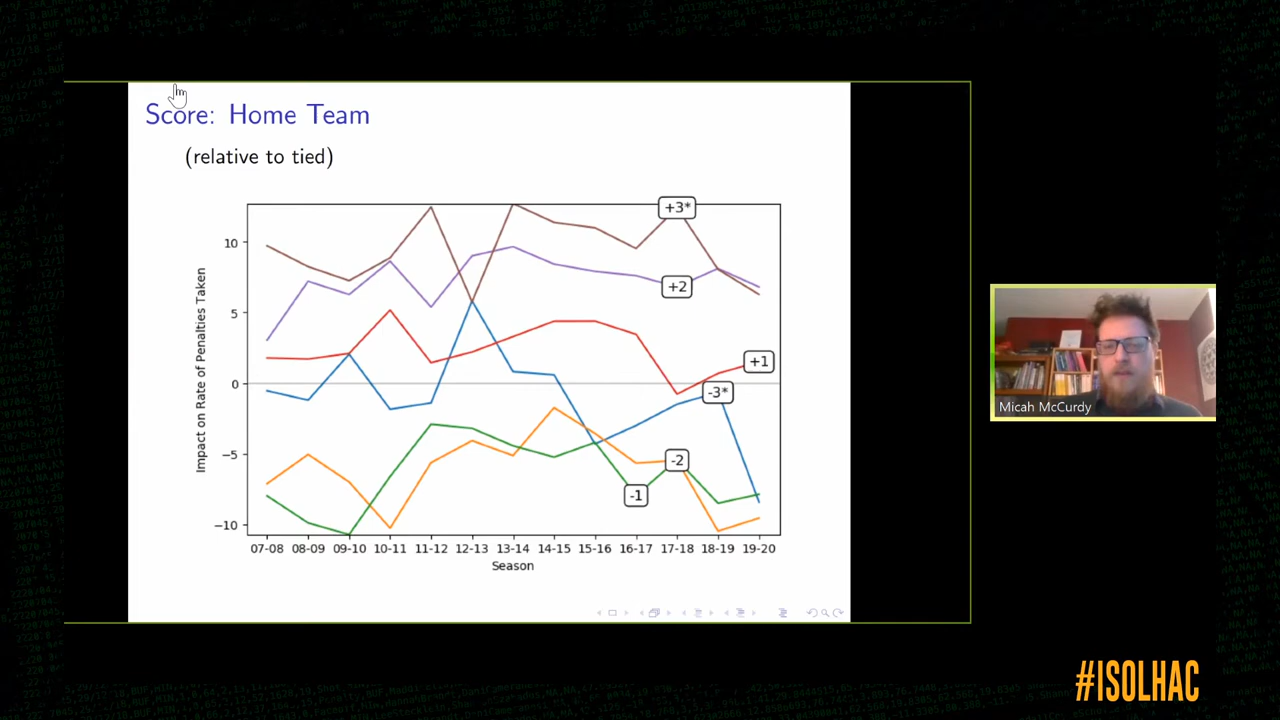 Score: Home Team
(relative to tied)
+3*
+2
+1
-3*
-2
-1
10
5
0
−5
−10
Impact on Rate of Penalties Taken
07-08 08-09 09-10 10-11 11-12 12-13 13-14 14-15 15-16 16-17 17-18 18-19 19-20
Season
Micah McCurdy
#ISOLHAC